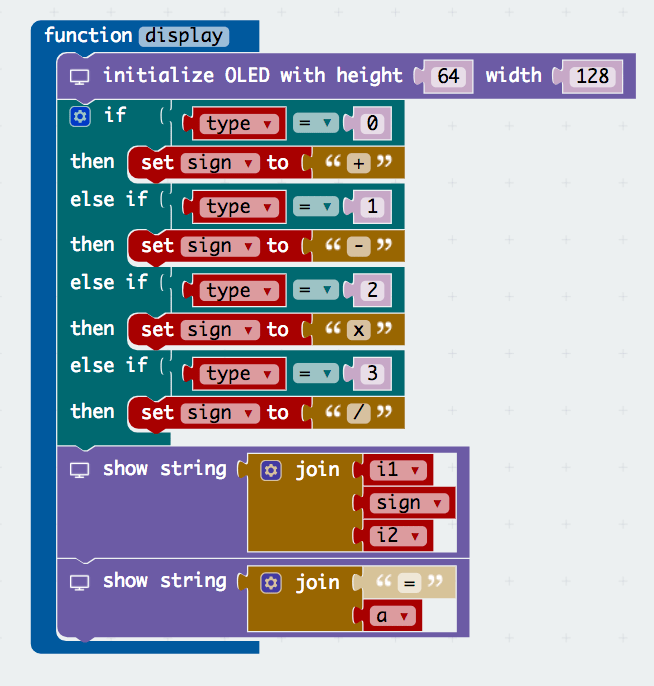 function display
initialize OLED with height 64 width 128
if type = 0
then set sign to “ + ”
else if type = 1
then set sign to “ - ”
else if type = 2
then set sign to “ x ”
else if type = 3
then set sign to “ / ”
show string join i1
sign
i2
show string join “ = ”
a